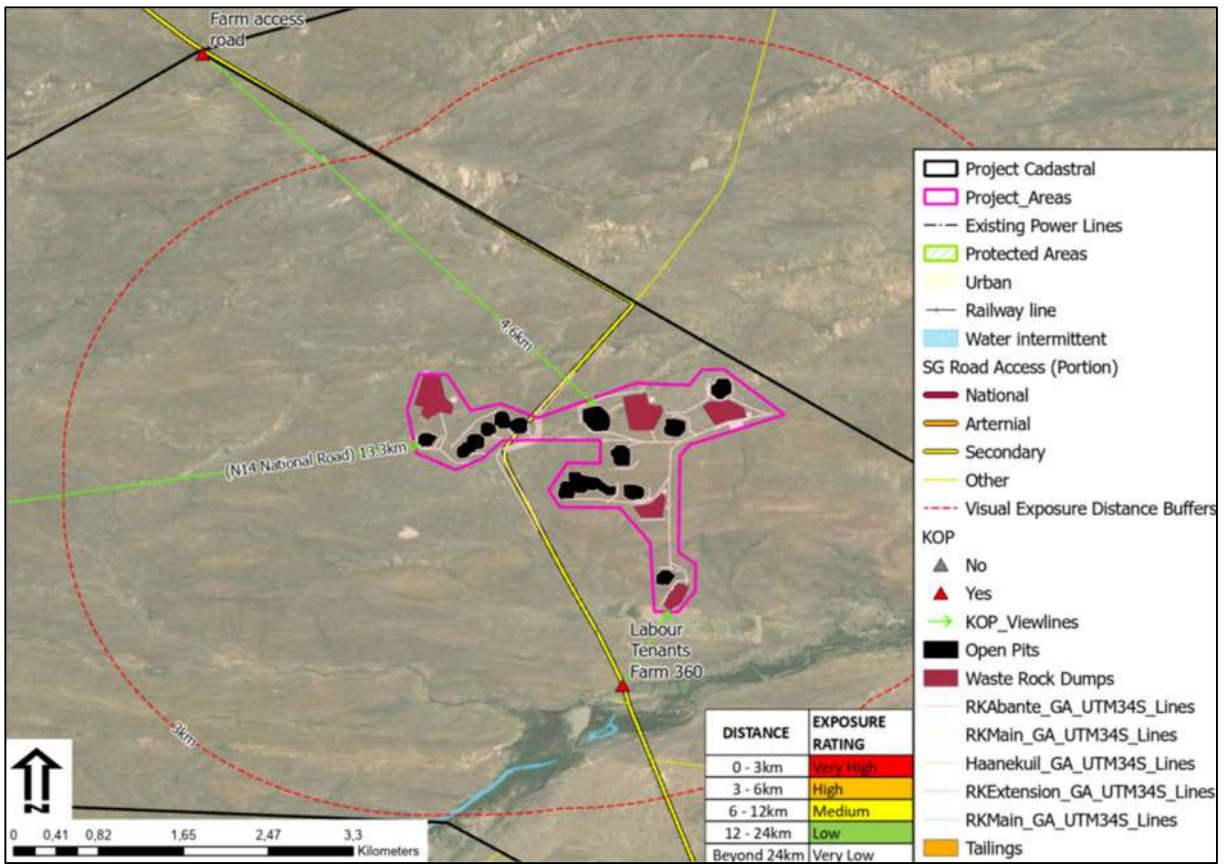 Farm access
road
4,6km
(N14 National Road) 13.3km
Labour
Tenants
Farm 360
3km
N
0 0,41 0,82 1,65 2,47 3,3
Kilometers
DISTANCE EXPOSURE
RATING
0 - 3km Very High
3 - 6km High
6 - 12km Medium
12 - 24km Low
Beyond 24km Very Low
Project Cadastral
Project_Areas
Existing Power Lines
Protected Areas
Urban
Railway line
Water intermittent
SG Road Access (Portion)
National
Arternial
Secondary
Other
Visual Exposure Distance Buffers
KOP
No
Yes
KOP_Viewlines
Open Pits
Waste Rock Dumps
RKAbante_GA_UTM34S_Lines
RKMain_GA_UTM34S_Lines
Haanekuil_GA_UTM34S_Lines
RKExtension_GA_UTM34S_Lines
RKMain_GA_UTM34S_Lines
Tailings